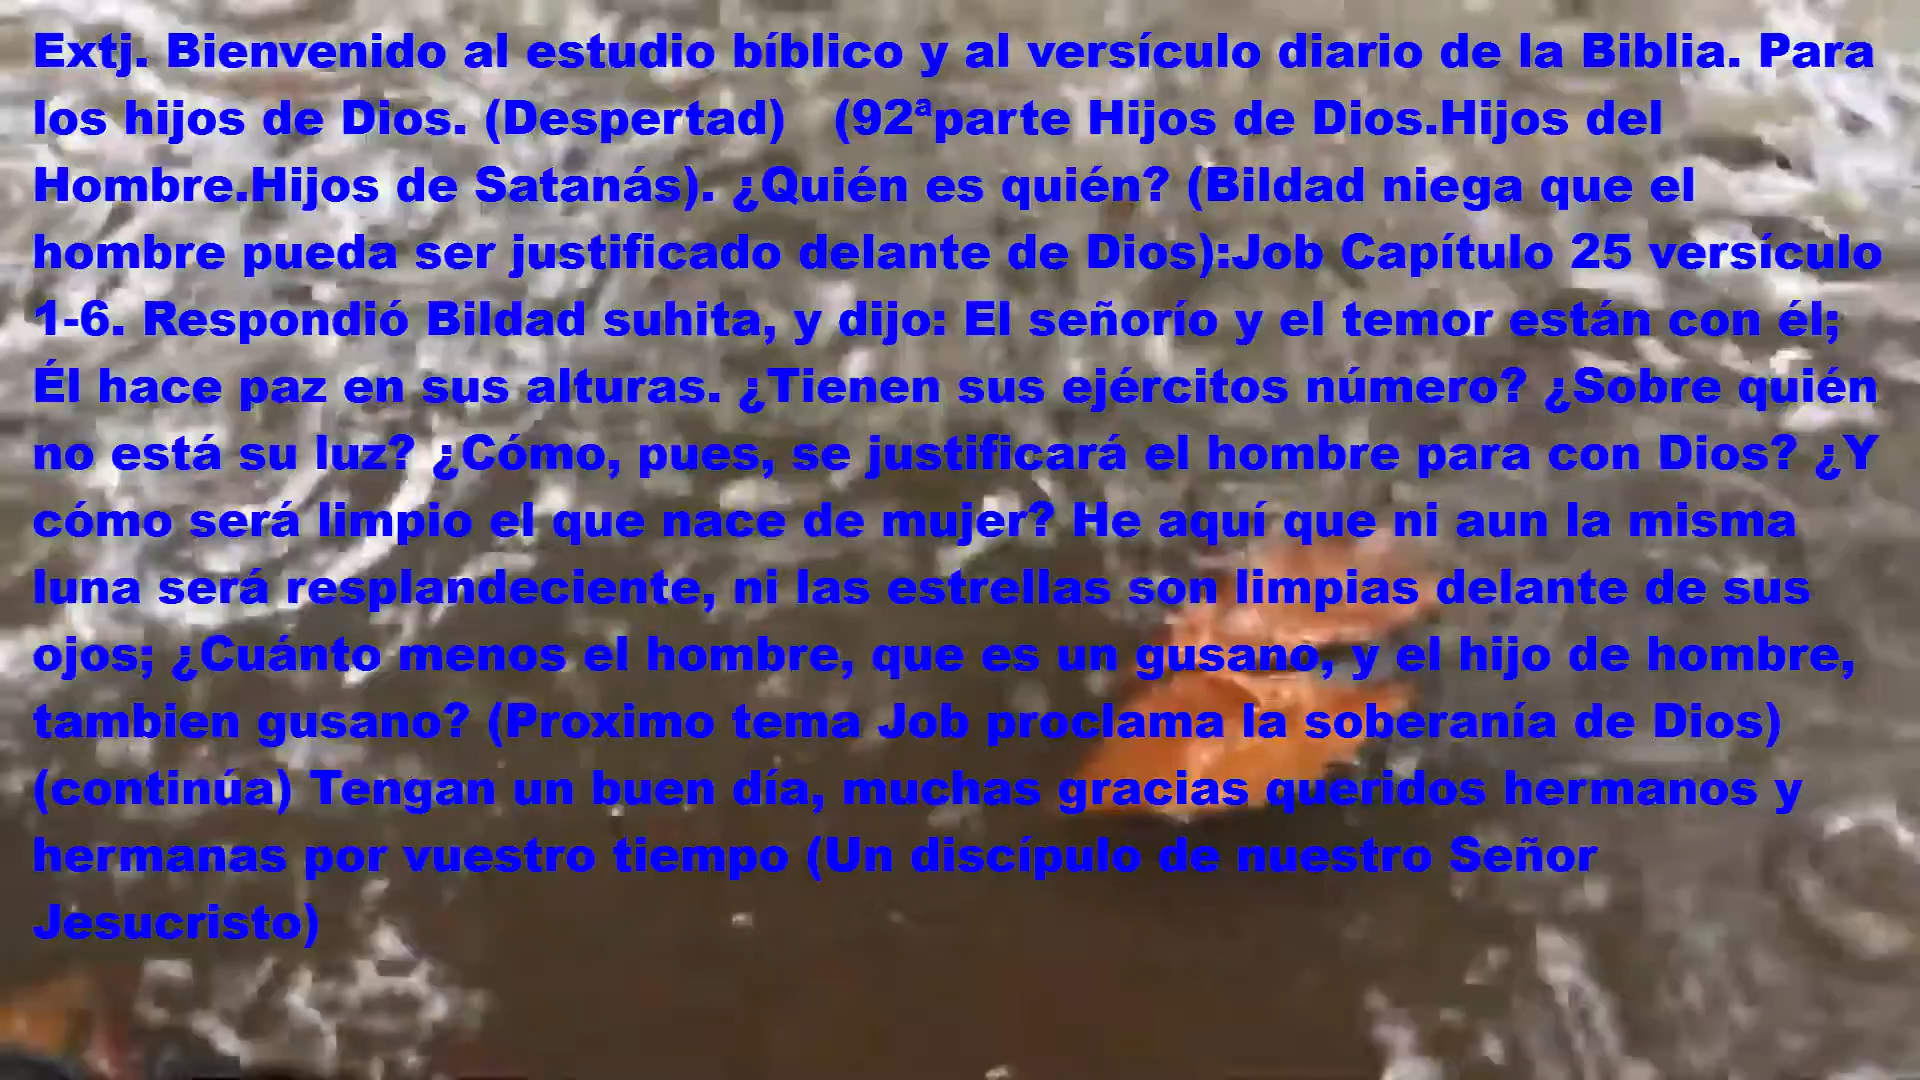 Extj. Bienvenido al estudio bíblico y al versículo diario de la Biblia. Para
los hijos de Dios. (Despertad)   (92ªparte Hijos de Dios.Hijos del
Hombre.Hijos de Satanás). ¿Quién es quién? (Bildad niega que el
hombre pueda ser justificado delante de Dios):Job Capítulo 25 versículo
1-6. Respondió Bildad suhita, y dijo: El señorío y el temor están con él;
Él hace paz en sus alturas. ¿Tienen sus ejércitos número? ¿Sobre quién
no está su luz? ¿Cómo, pues, se justificará el hombre para con Dios? ¿Y
cómo será limpio el que nace de mujer? He aquí que ni aun la misma
luna será resplandeciente, ni las estrellas son limpias delante de sus
ojos; ¿Cuánto menos el hombre, que es un gusano, y el hijo de hombre,
tambien gusano? (Proximo tema Job proclama la soberanía de Dios)
(continúa) Tengan un buen día, muchas gracias queridos hermanos y
hermanas por vuestro tiempo (Un discípulo de nuestro Señor
Jesucristo)